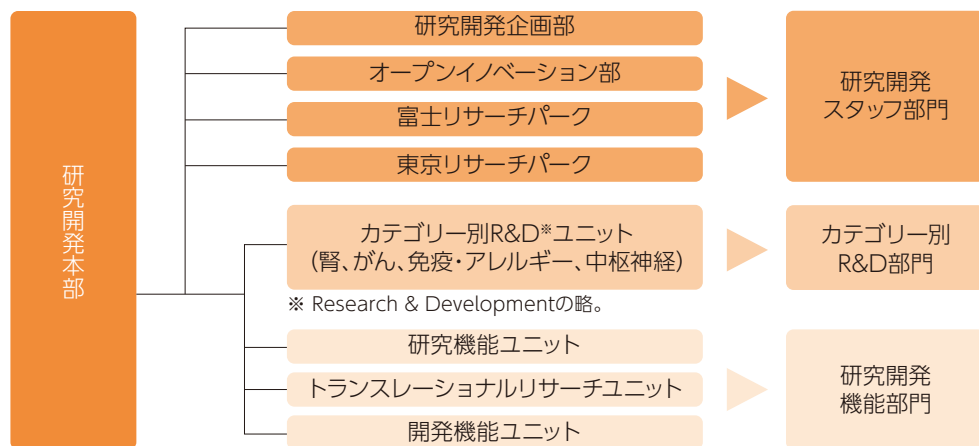 研究開発本部
研究開発企画部
オープンイノベーション部
富士リサーチパーク
東京リサーチパーク
研究開発
スタッフ部門
カテゴリー別R&D※ユニット
(腎、がん、免疫・アレルギー、中枢神経)
カテゴリー別
R&D部門
※ Research & Developmentの略。
研究機能ユニット
トランスレーショナルリサーチユニット
開発機能ユニット
研究開発
機能部門